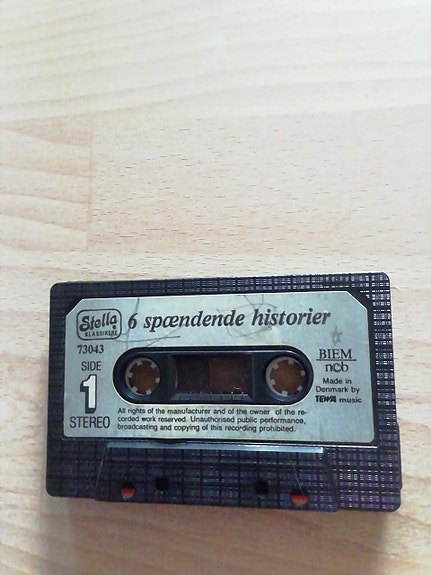 Stella
KLASSIKERE
6 spændende historier
73043
SIDE
1
STEREO
BIEM
ncb
Made in
Denmark by
TEWA music
All rights of the manufacturer and of the owner of the re-
corded work reserved. Unauthorised public performance,
broadcasting and copying of this recording prohibited.